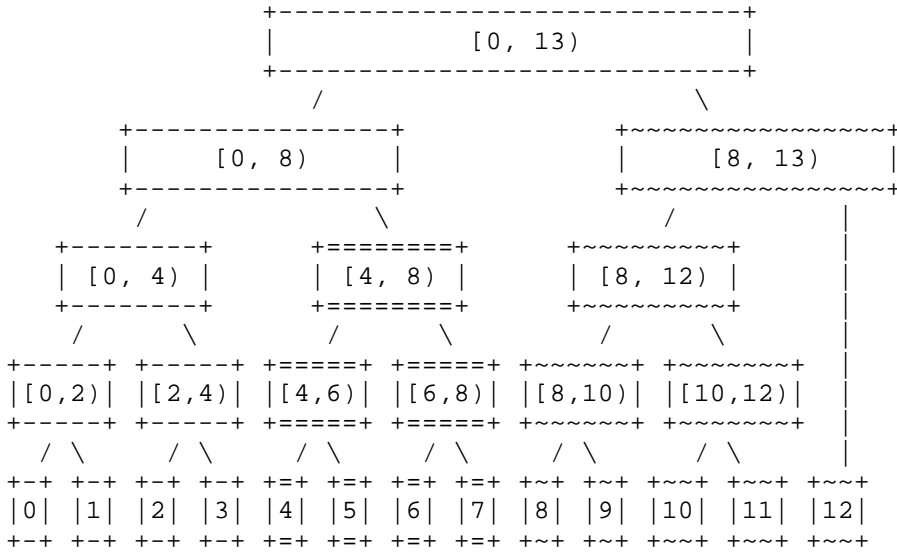 [0, 13)
[0, 8) [8, 13)
[0, 4) [4, 8) [8, 12)
[0,2) [2,4) [4,6) [6,8) [8,10) [10,12)
0 1 2 3 4 5 6 7 8 9 10 11 12